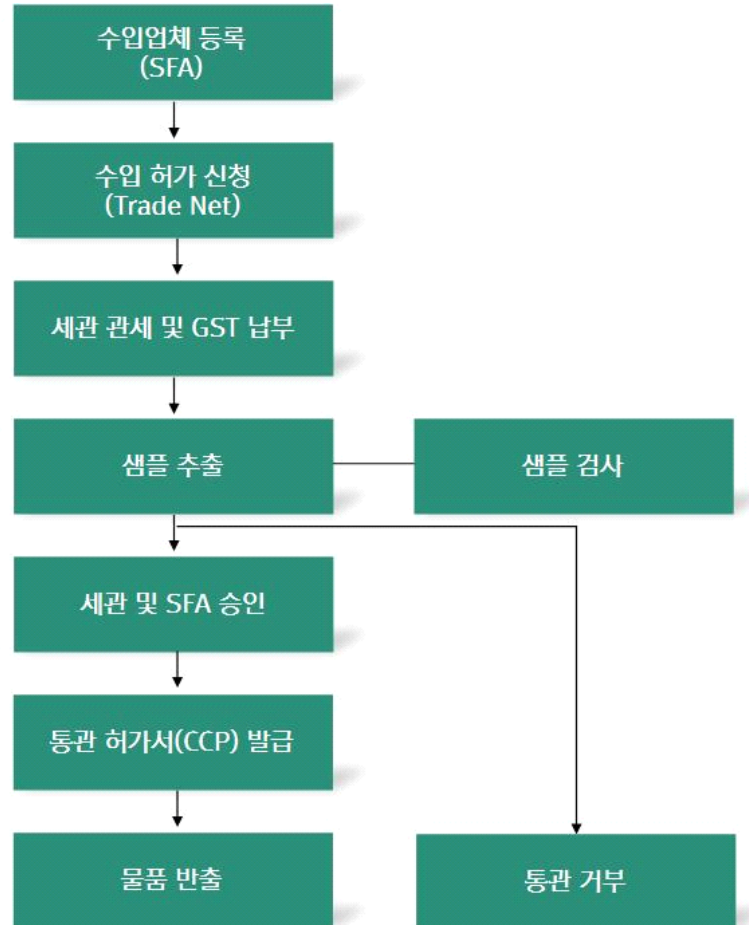 수입업체 등록
(SFA)
수입 허가 신청
(Trade Net)
세관 관세 및 GST 납부
샘플 추출
샘플 검사
세관 및 SFA 승인
통관 허가서(CCP) 발급
물품 반출
통관 거부